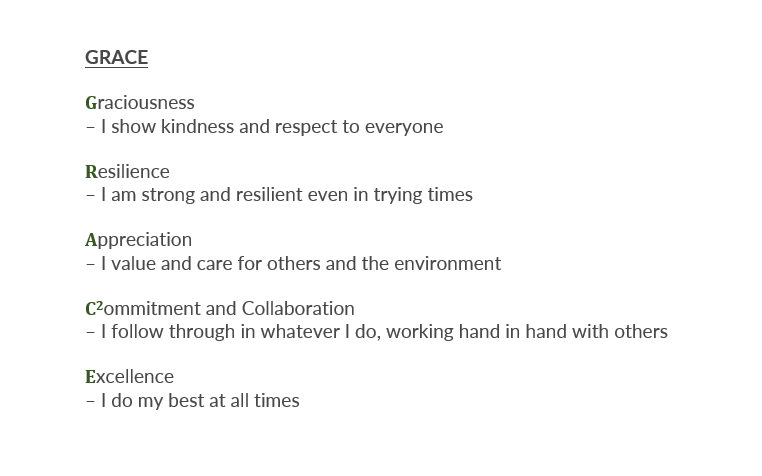 GRACE
Graciousness
– I show kindness and respect to everyone
Resilience
– I am strong and resilient even in trying times
Appreciation
– I value and care for others and the environment
C²ommitment and Collaboration
– I follow through in whatever I do, working hand in hand with others
Excellence
– I do my best at all times